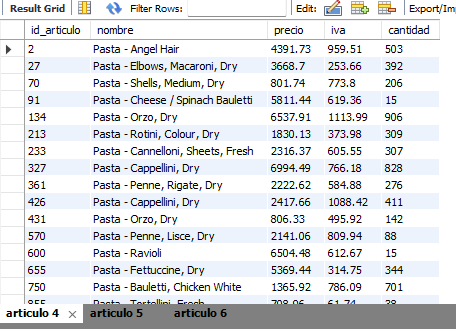 Result Grid Filter Rows: Edit: Export/Im
id_articulo nombre precio iva cantidad
2 Pasta - Angel Hair 4391.73 959.51 503
27 Pasta - Elbows, Macaroni, Dry 3668.7 253.66 392
70 Pasta - Shells, Medium, Dry 801.74 773.8 206
91 Pasta - Cheese / Spinach Bauletti 5811.44 619.36 15
134 Pasta - Orzo, Dry 6537.91 1113.99 906
213 Pasta - Rotini, Colour, Dry 1830.13 373.98 309
233 Pasta - Cannelloni, Sheets, Fresh 2316.37 605.55 307
327 Pasta - Cappellini, Dry 6994.49 766.18 828
361 Pasta - Penne, Rigate, Dry 2222.62 584.88 276
426 Pasta - Cappellini, Dry 2417.66 1088.42 411
431 Pasta - Orzo, Dry 806.33 495.92 142
570 Pasta - Penne, Lisce, Dry 2141.06 809.94 88
600 Pasta - Ravioli 6504.48 612.67 15
655 Pasta - Fettuccine, Dry 5369.44 314.75 344
750 Pasta - Bauletti, Chicken White 1365.92 786.09 701
855 Pasta - Tortellini, Fresh 708.96 61.74 38
articulo 4 articulo 5 articulo 6